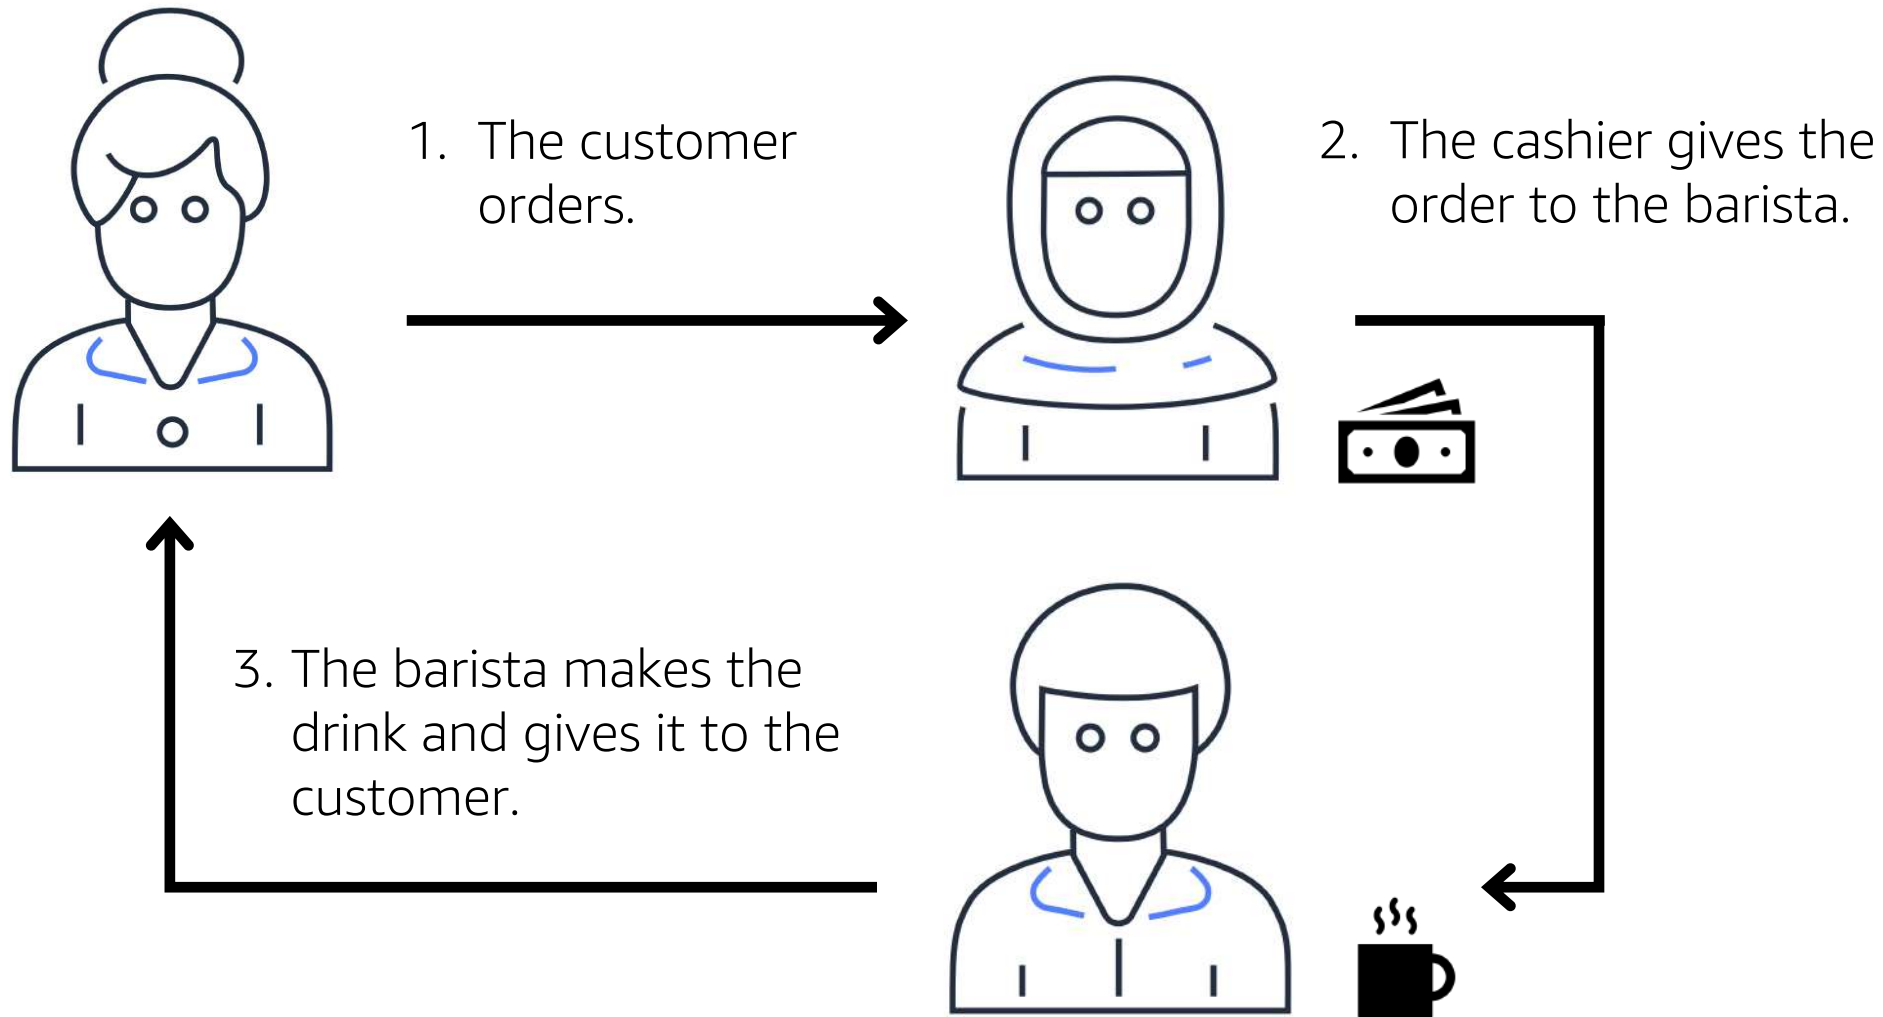 1. The customer
orders.
2. The cashier gives the
order to the barista.
3. The barista makes the
drink and gives it to the
customer.